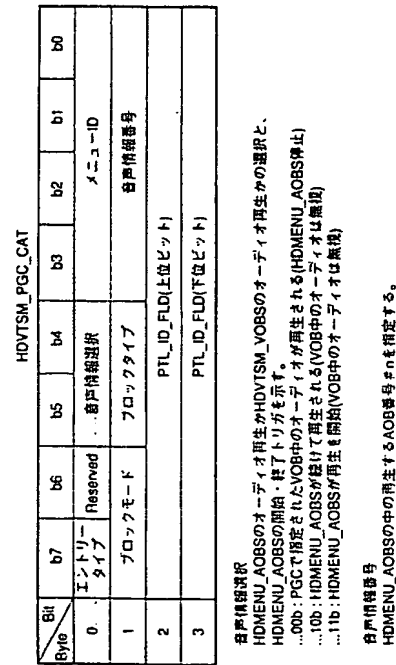 HDVTSM_PGC_CAT
Bit Byte b7 b6 b5 b4 b3 b2 b1 b0
0 エントリータイプ Reserved 音声情報選択 メニューID
1 ブロックモード ブロックタイプ 音声情報番号
2 PTL_ID_FLD(上位ビット)
3 PTL_ID_FLD(下位ビット)
音声情報選択
HDMENU_AOBSのオーディオ再生かHDVTSM_VOBSのオーディオ再生かの選択と、
HDMENU_AOBSの開始・終了トリガを示す。
...00b : PGCで指定されたVOB中のオーディオが再生される(HDMENU_AOBS停止)
...10b : HDMENU_AOBSが続けて再生される(VOB中のオーディオは無視)
...11b : HDMENU_AOBSが再生を開始(VOB中のオーディオは無視)
音声情報番号
HDMENU_AOBSの中の再生するAOB番号#nを指定する。